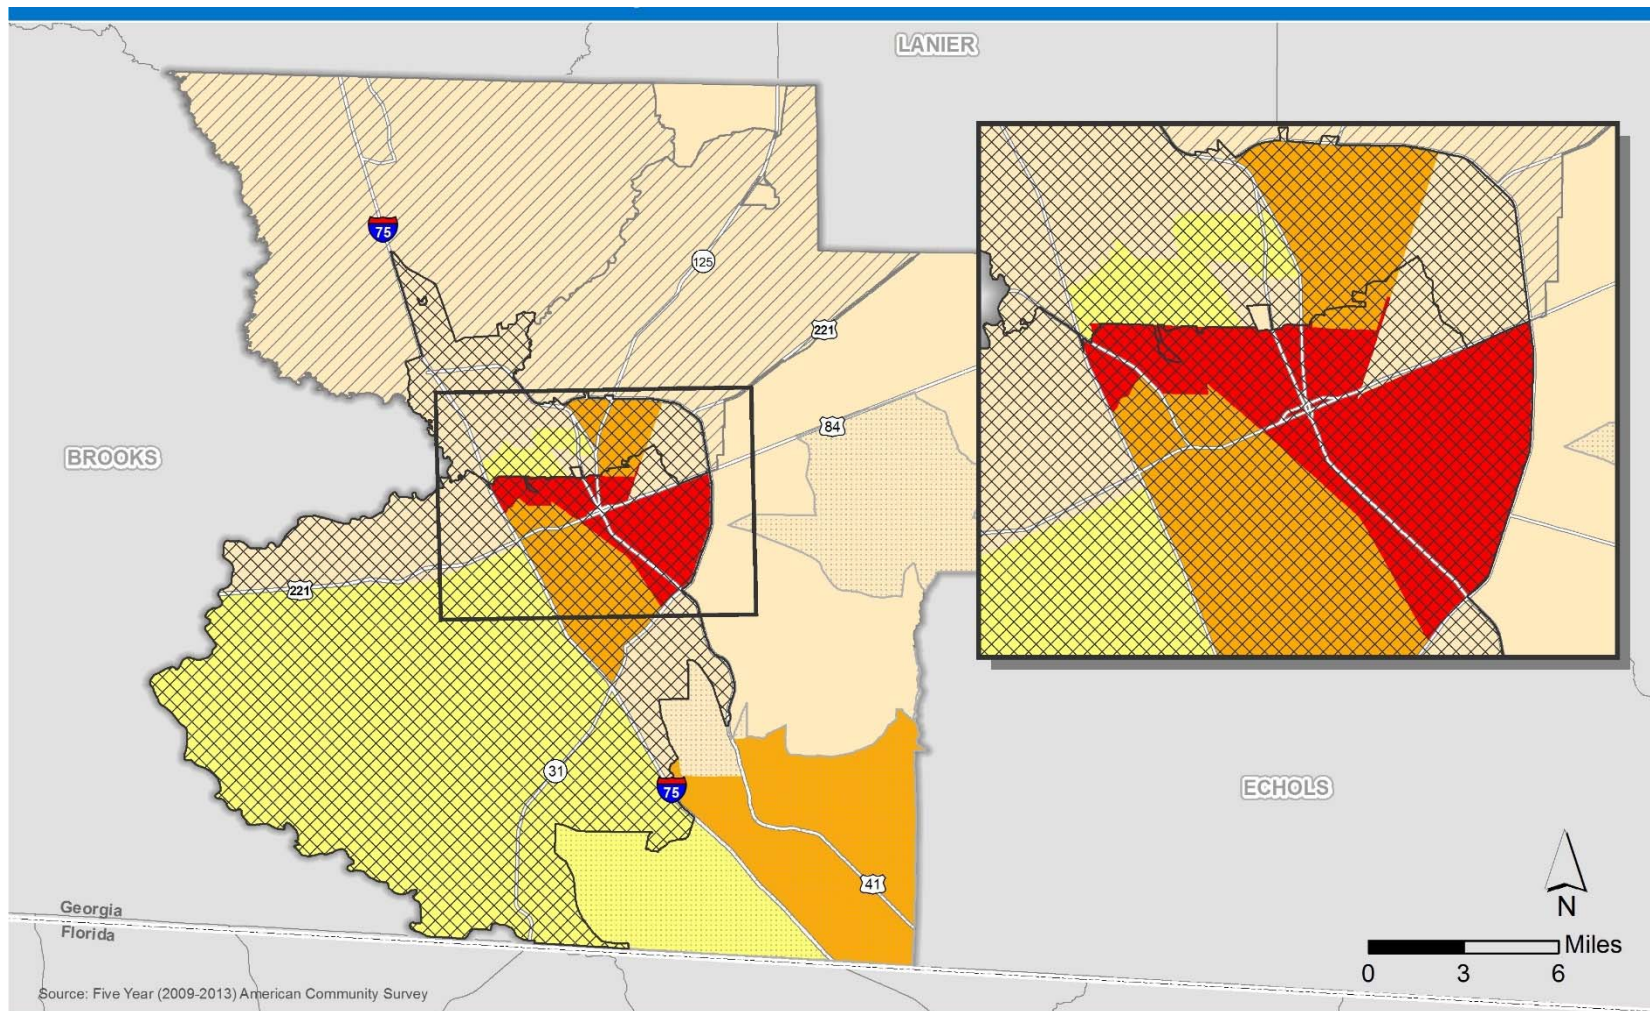 LANIER
75
125
221
84
BROOKS
221
31
75
ECHOLS
41
N
Georgia
Florida
Miles
0 3 6
Source: Five Year (2009-2013) American Community Survey